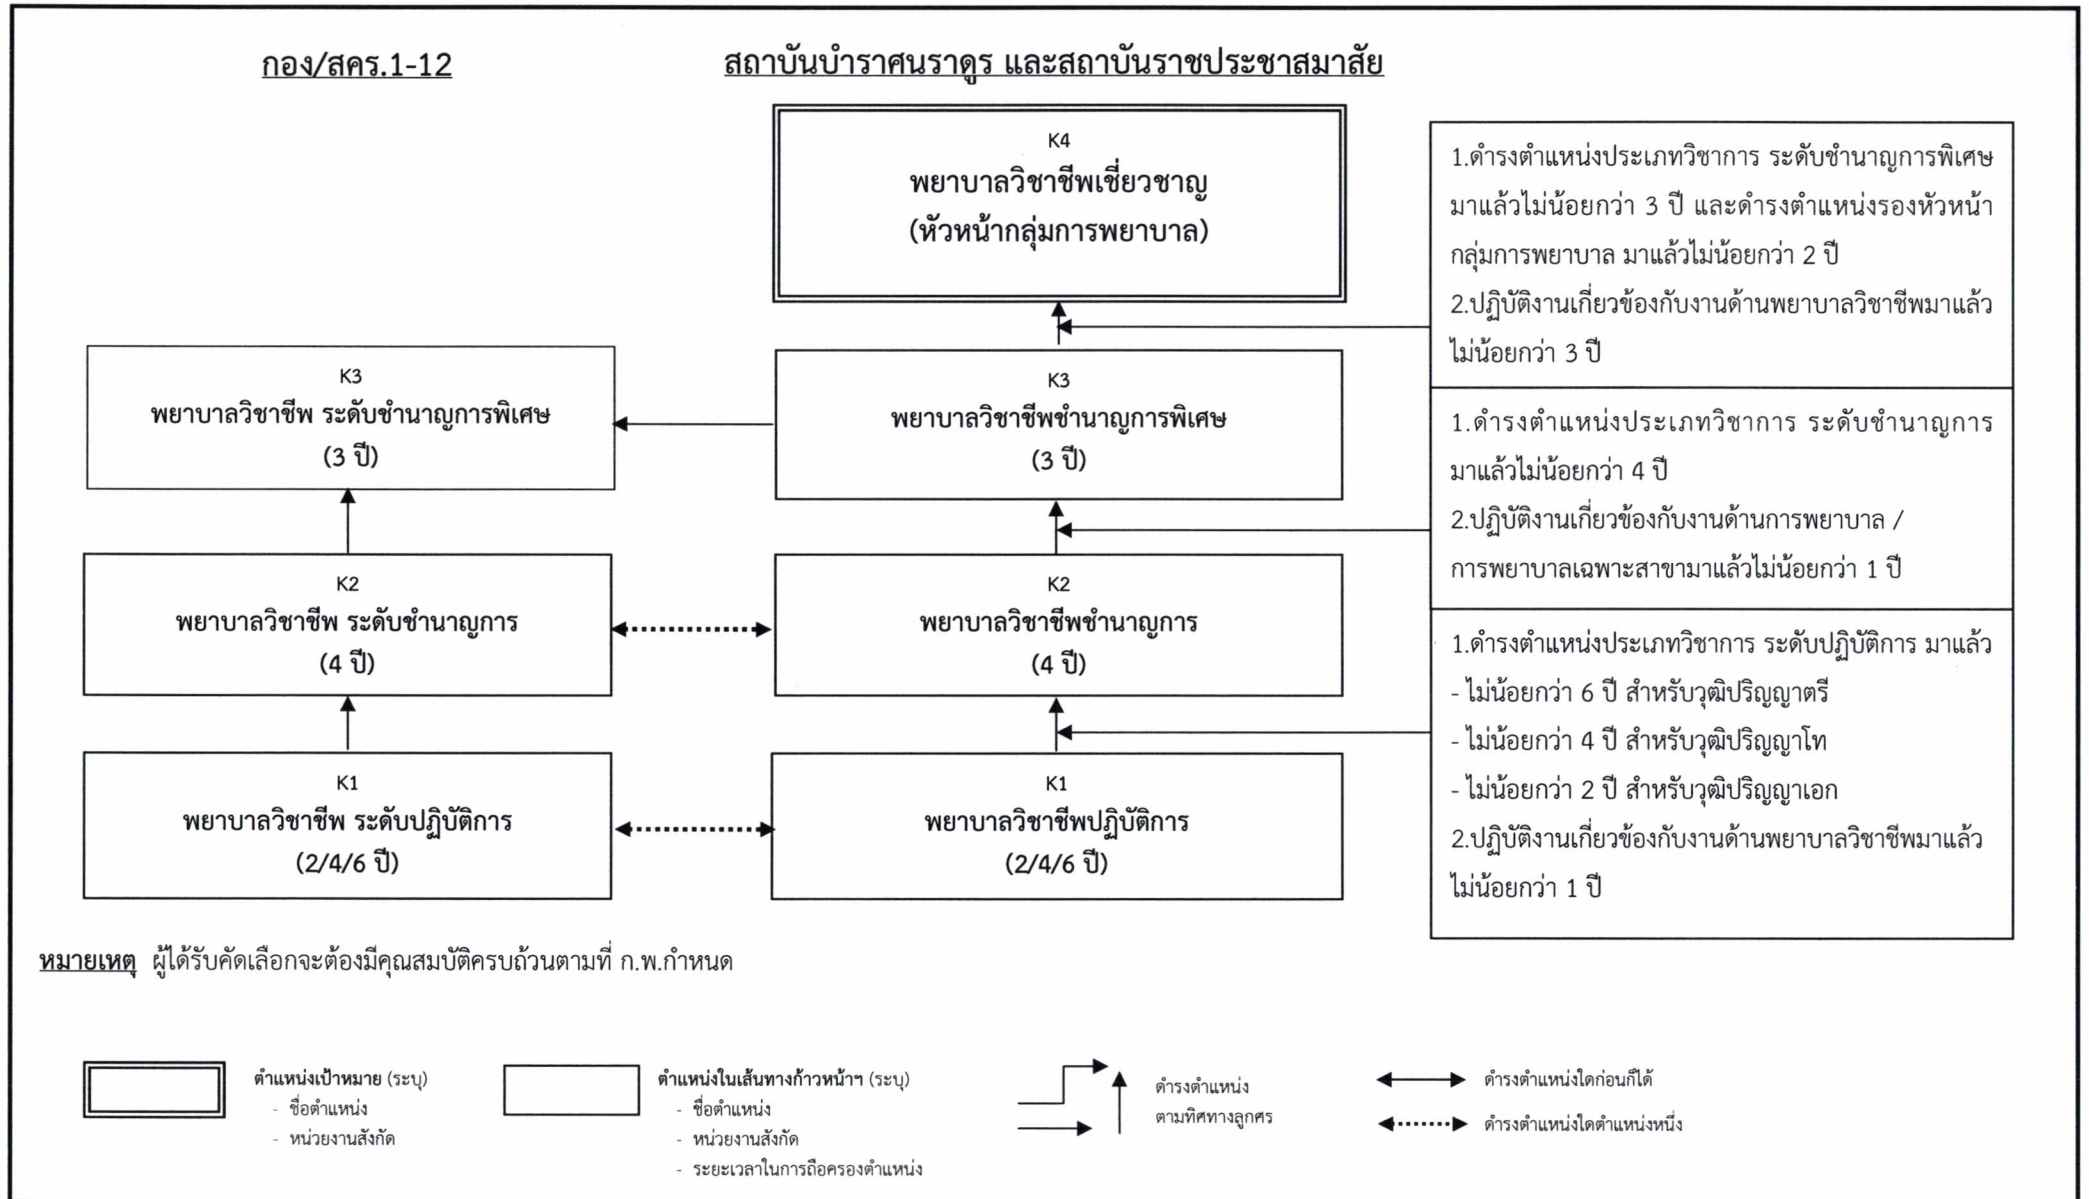 กอง/สคร.1-12
สถาบันบำราศนราดูร และสถาบันราชประชาสมาสัย
K4
พยาบาลวิชาชีพเชี่ยวชาญ
(หัวหน้ากลุ่มการพยาบาล)
1.ดำรงตำแหน่งประเภทวิชาการ ระดับชำนาญการพิเศษ
มาแล้วไม่น้อยกว่า 3 ปี และดำรงตำแหน่งรองหัวหน้า
กลุ่มการพยาบาล มาแล้วไม่น้อยกว่า 2 ปี
2.ปฏิบัติงานเกี่ยวข้องกับงานด้านพยาบาลวิชาชีพมาแล้ว
ไม่น้อยกว่า 3 ปี
K3
พยาบาลวิชาชีพ ระดับชำนาญการพิเศษ
(3 ปี)
K3
พยาบาลวิชาชีพชำนาญการพิเศษ
(3 ปี)
1.ดำรงตำแหน่งประเภทวิชาการ ระดับชำนาญการ
มาแล้วไม่น้อยกว่า 4 ปี
2.ปฏิบัติงานเกี่ยวข้องกับงานด้านการพยาบาล /
การพยาบาลเฉพาะสาขามาแล้วไม่น้อยกว่า 1 ปี
K2
พยาบาลวิชาชีพ ระดับชำนาญการ
(4 ปี)
K2
พยาบาลวิชาชีพชำนาญการ
(4 ปี)
1.ดำรงตำแหน่งประเภทวิชาการ ระดับปฏิบัติการ มาแล้ว
- ไม่น้อยกว่า 6 ปี สำหรับวุฒิปริญญาตรี
- ไม่น้อยกว่า 4 ปี สำหรับวุฒิปริญญาโท
- ไม่น้อยกว่า 2 ปี สำหรับวุฒิปริญญาเอก
2.ปฏิบัติงานเกี่ยวข้องกับงานด้านพยาบาลวิชาชีพมาแล้ว
ไม่น้อยกว่า 1 ปี
K1
พยาบาลวิชาชีพ ระดับปฏิบัติการ
(2/4/6 ปี)
K1
พยาบาลวิชาชีพปฏิบัติการ
(2/4/6 ปี)
หมายเหตุ ผู้ได้รับคัดเลือกจะต้องมีคุณสมบัติครบถ้วนตามที่ ก.พ.กำหนด
ตำแหน่งเป้าหมาย (ระบุ)
- ชื่อตำแหน่ง
- หน่วยงานสังกัด
ตำแหน่งในเส้นทางก้าวหน้าฯ (ระบุ)
- ชื่อตำแหน่ง
- หน่วยงานสังกัด
- ระยะเวลาในการถือครองตำแหน่ง
ดำรงตำแหน่ง
ตามทิศทางลูกศร
ดำรงตำแหน่งใดก่อนก็ได้
ดำรงตำแหน่งใดตำแหน่งหนึ่ง